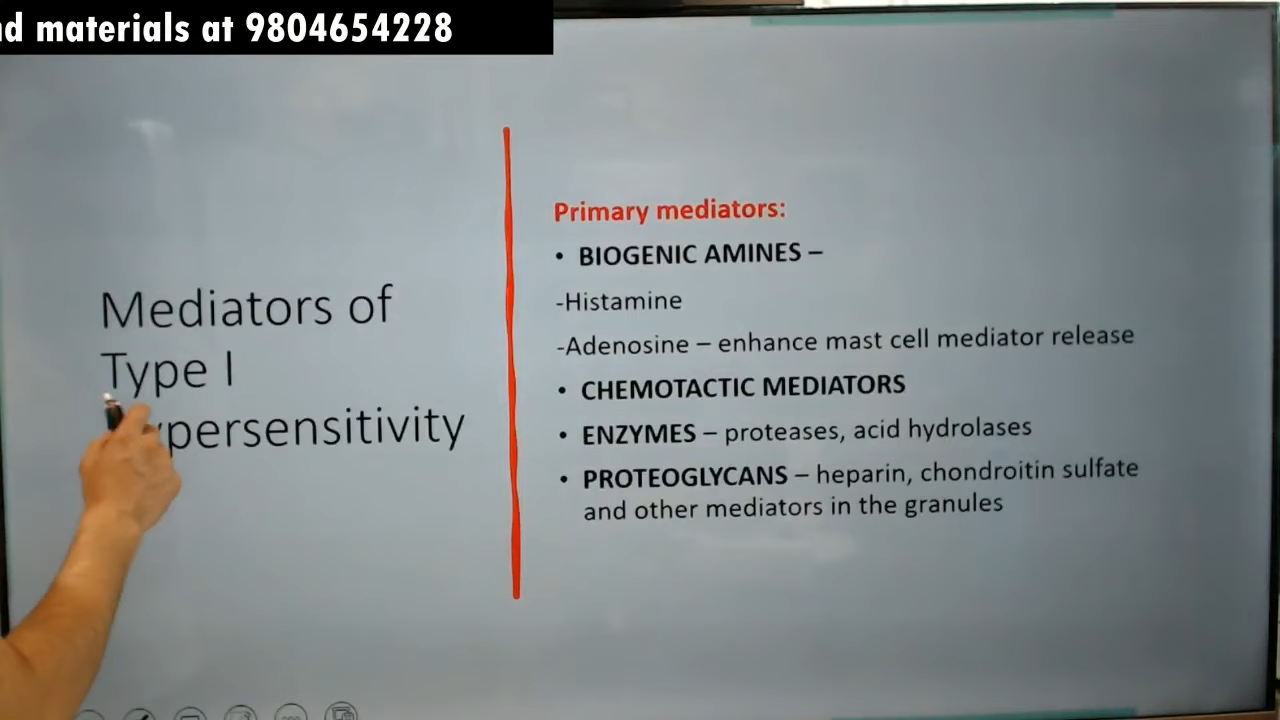 materials at 9804654228
Mediators of
Type I
Primary mediators:
• BIOGENIC AMINES –
-Histamine
-Adenosine – enhance mast cell mediator release
• CHEMOTACTIC MEDIATORS
• ENZYMES – proteases, acid hydrolases
• PROTEOGLYCANS – heparin, chondroitin sulfate
and other mediators in the granules